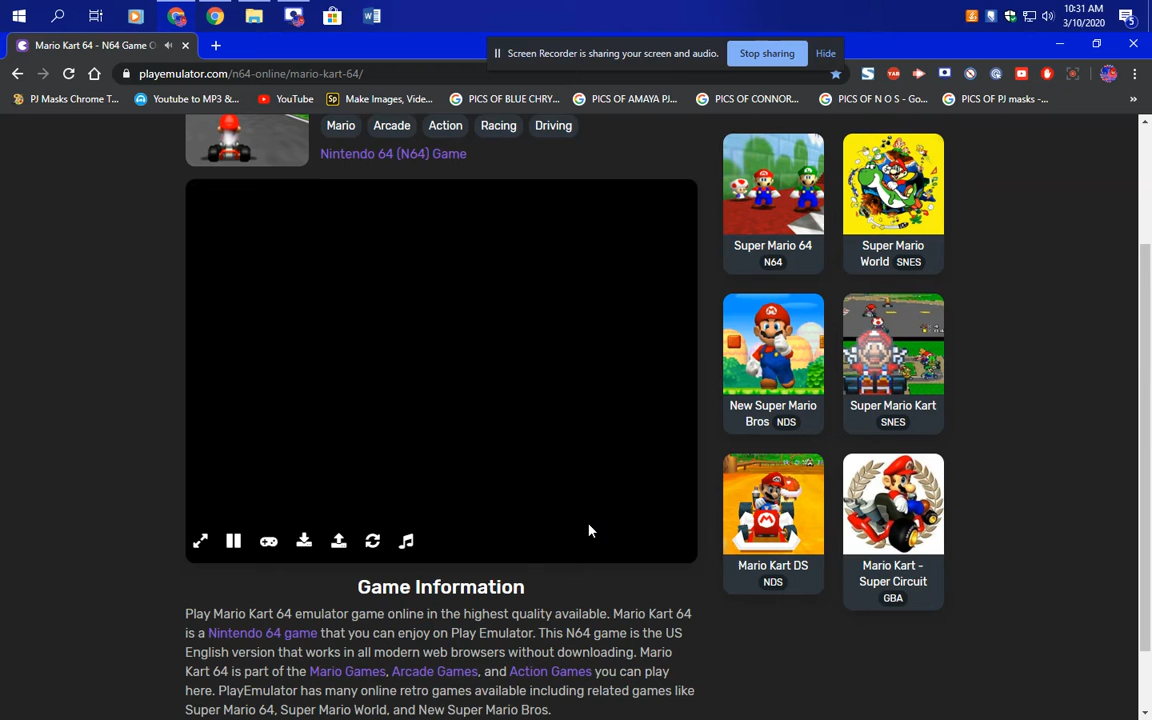 10:31 AM
3/10/2020
5
Mario Kart 64 - N64 Game O
Screen Recorder is sharing your screen and audio.
Stop sharing
Hide
playemulator.com/n64-online/mario-kart-64/
PJ Masks Chrome T...
Youtube to MP3 &...
YouTube
Sp Make Images, Vide...
PICS OF BLUE CHRY...
PICS OF AMAYA PJ...
PICS OF CONNOR...
PICS OF N O S - Go...
PICS OF PJ masks -...
Mario
Arcade
Action
Racing
Driving
Nintendo 64 (N64) Game
Super Mario 64
N64
Super Mario
World SNES
New Super Mario
Bros NDS
Super Mario Kart
SNES
Mario Kart DS
NDS
Mario Kart -
Super Circuit
GBA
Game Information
Play Mario Kart 64 emulator game online in the highest quality available. Mario Kart 64
is a Nintendo 64 game that you can enjoy on Play Emulator. This N64 game is the US
English version that works in all modern web browsers without downloading. Mario
Kart 64 is part of the Mario Games, Arcade Games, and Action Games you can play
here. PlayEmulator has many online retro games available including related games like
Super Mario 64, Super Mario World, and New Super Mario Bros.